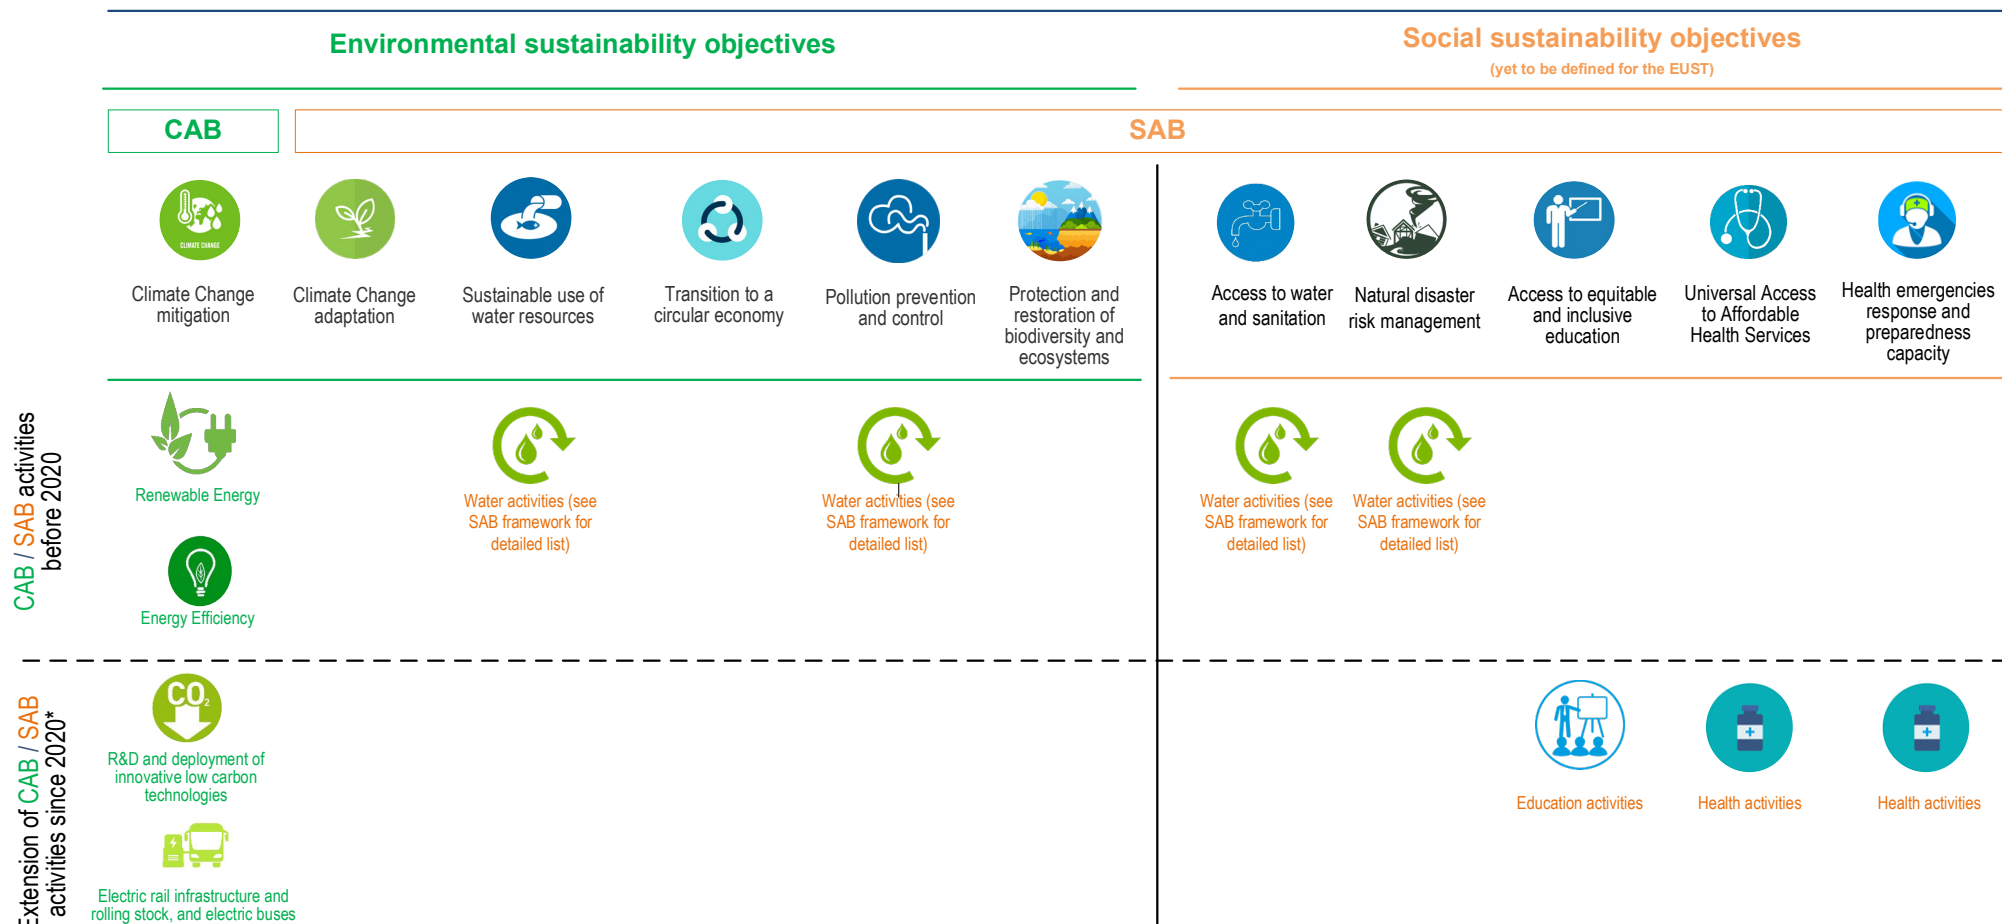 Environmental sustainability objectives
Social sustainability objectives
(yet to be defined for the EUST)
CAB
SAB
CLIMATE CHANGE
Climate Change
mitigation
Climate Change
adaptation
Sustainable use of
water resources
Transition to a
circular economy
Pollution prevention
and control
Protection and
restoration of
biodiversity and
ecosystems
Access to water
and sanitation
Natural disaster
risk management
Access to equitable
and inclusive
education
Universal Access
to Affordable
Health Services
Health emergencies
response and
preparedness
capacity
CAB / SAB activities
before 2020
Renewable Energy
Water activities (see
SAB framework for
detailed list)
Water activities (see
SAB framework for
detailed list)
Water activities (see
SAB framework for
detailed list)
Water activities (see
SAB framework for
detailed list)
Energy Efficiency
Extension of CAB / SAB
activities since 2020*
CO2
R&D and deployment of
innovative low carbon
technologies
Education activities
Health activities
Health activities
Electric rail infrastructure and
rolling stock, and electric buses